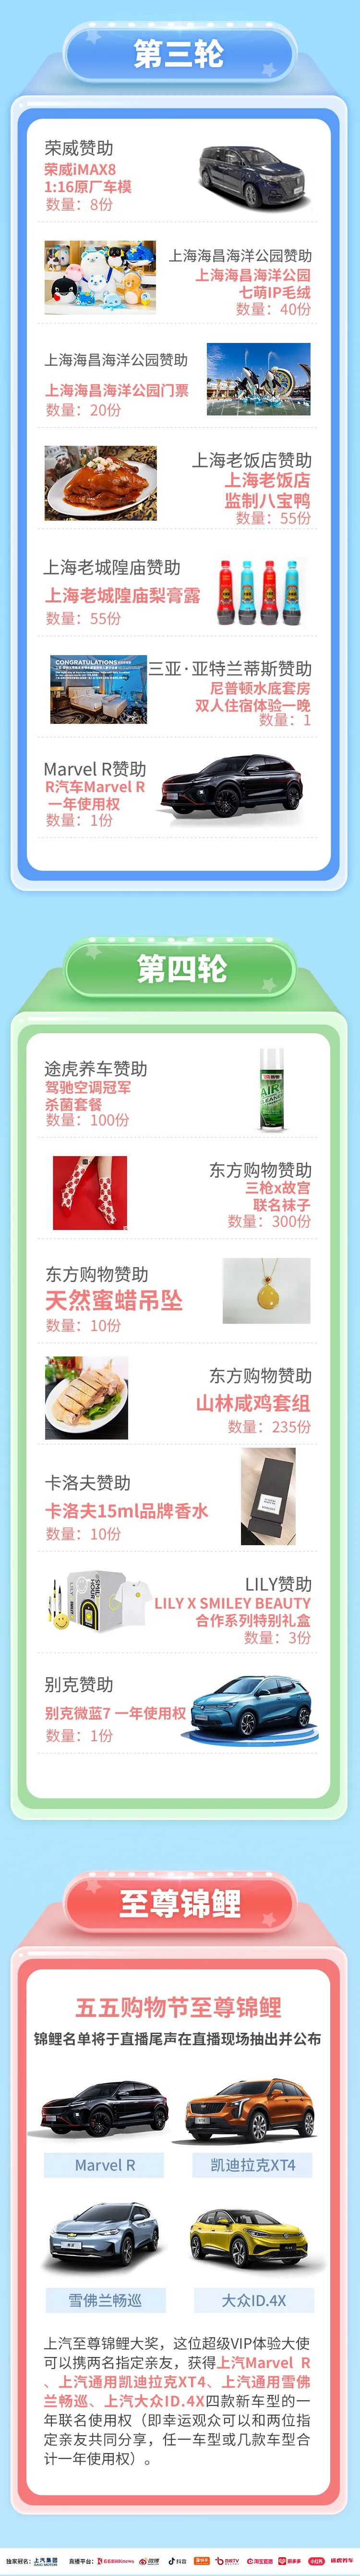 第三轮
荣威赞助
荣威iMAX8
1:16原厂车模
数量：8份
上海海昌海洋公园赞助
上海海昌海洋公园
七萌IP毛绒
数量：40份
上海海昌海洋公园赞助
上海海昌海洋公园门票
数量：20份
上海老饭店赞助
上海老饭店
监制八宝鸭
数量：55份
上海老城隍庙赞助
上海老城隍庙梨膏露
数量：55份
CONGRATULATIONS
三亚·亚特兰蒂斯赞助
尼普顿水底套房
双人住宿体验一晚
数量：1
Marvel R赞助
R汽车Marvel R
一年使用权
数量：1份
第四轮
途虎养车赞助
驾驰空调冠军
杀菌套餐
数量：100份
AIR
东方购物赞助
三枪x故宫
联名袜子
数量：300份
东方购物赞助
天然蜜蜡吊坠
数量：10份
东方购物赞助
山林咸鸡套组
数量：235份
卡洛夫赞助
卡洛夫15ml品牌香水
数量：10份
LILY赞助
LILY X SMILEY BEAUTY
合作系列特别礼盒
数量：3份
别克赞助
别克微蓝7 一年使用权
数量：1份
至尊锦鲤
五五购物节至尊锦鲤
锦鲤名单将于直播尾声在直播现场抽出并公布
Marvel R
凯迪拉克XT4
雪佛兰畅巡
大众ID.4X
上汽至尊锦鲤大奖，这位超级VIP体验大使
可以携两名指定亲友，获得上汽Marvel R
、上汽通用凯迪拉克XT4、上汽通用雪佛
兰畅巡、上汽大众ID.4X四款新车型的一
年联名使用权（即幸运观众可以和两位指
定亲友共同分享，任一车型或几款车型合
计一年使用权）。
独家冠名：上汽集团 SAIC MOTOR 直播平台： 微博 抖音 百视TV 淘宝直播 拼多多 小红书 途虎养车